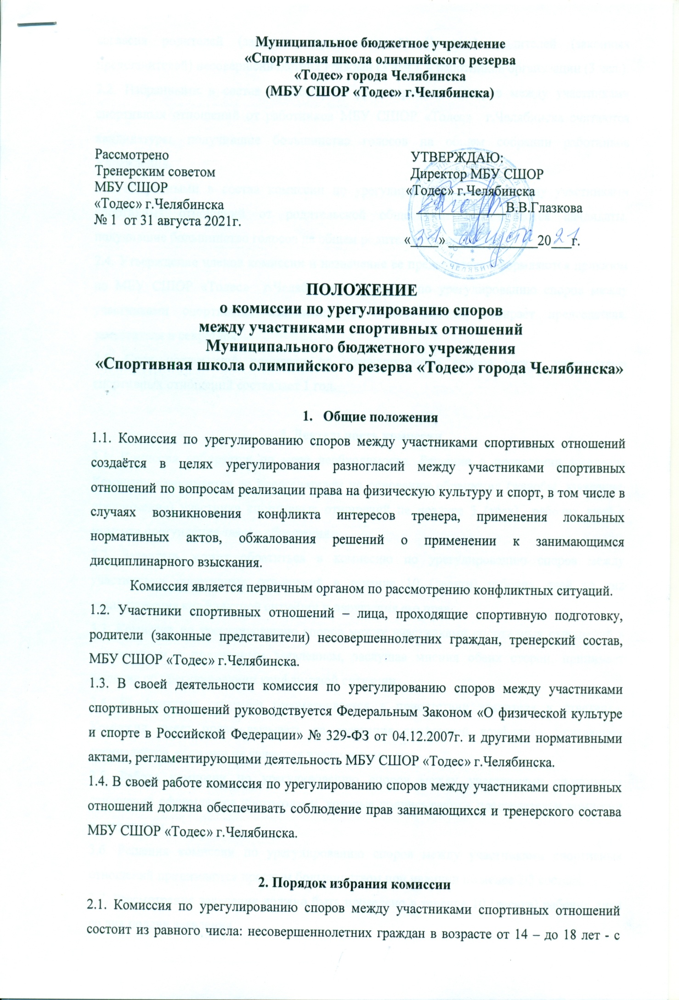 Муниципальное бюджетное учреждение
«Спортивная школа олимпийского резерва
«Тодес» города Челябинска
(МБУ СШОР «Тодес» г.Челябинска)
Рассмотрено
Тренерским советом
МБУ СШОР
«Тодес» г.Челябинска
№ 1 от 31 августа 2021г.
УТВЕРЖДАЮ:
Директор МБУ СШОР
«Тодес» г.Челябинска
В.В.Глазкова
«31» августа 2021г.
Г.ЧЕЛЯБИНСК
ПОЛОЖЕНИЕ
о комиссии по урегулированию споров
между участниками спортивных отношений
Муниципального бюджетного учреждения
«Спортивная школа олимпийского резерва «Тодес» города Челябинска»
1. Общие положения
1.1. Комиссия по урегулированию споров между участниками спортивных отношений
создаётся в целях урегулирования разногласий между участниками спортивных
отношений по вопросам реализации права на физическую культуру и спорт, в том числе в
случаях возникновения конфликта интересов тренера, применения локальных
нормативных актов, обжалования решений о применении к занимающимся
дисциплинарного взыскания.
Комиссия является первичным органом по рассмотрению конфликтных ситуаций.
1.2. Участники спортивных отношений – лица, проходящие спортивную подготовку,
родители (законные представители) несовершеннолетних граждан, тренерский состав,
МБУ СШОР «Тодес» г.Челябинска.
1.3. В своей деятельности комиссия по урегулированию споров между участниками
спортивных отношений руководствуется Федеральным Законом «О физической культуре
и спорте в Российской Федерации» № 329-ФЗ от 04.12.2007г. и другими нормативными
актами, регламентирующими деятельность МБУ СШОР «Тодес» г.Челябинска.
1.4. В своей работе комиссия по урегулированию споров между участниками спортивных
отношений должна обеспечивать соблюдение прав занимающихся и тренерского состава
МБУ СШОР «Тодес» г.Челябинска.
2. Порядок избрания комиссии
2.1. Комиссия по урегулированию споров между участниками спортивных отношений
состоит из равного числа: несовершеннолетних граждан в возрасте от 14 – до 18 лет - с